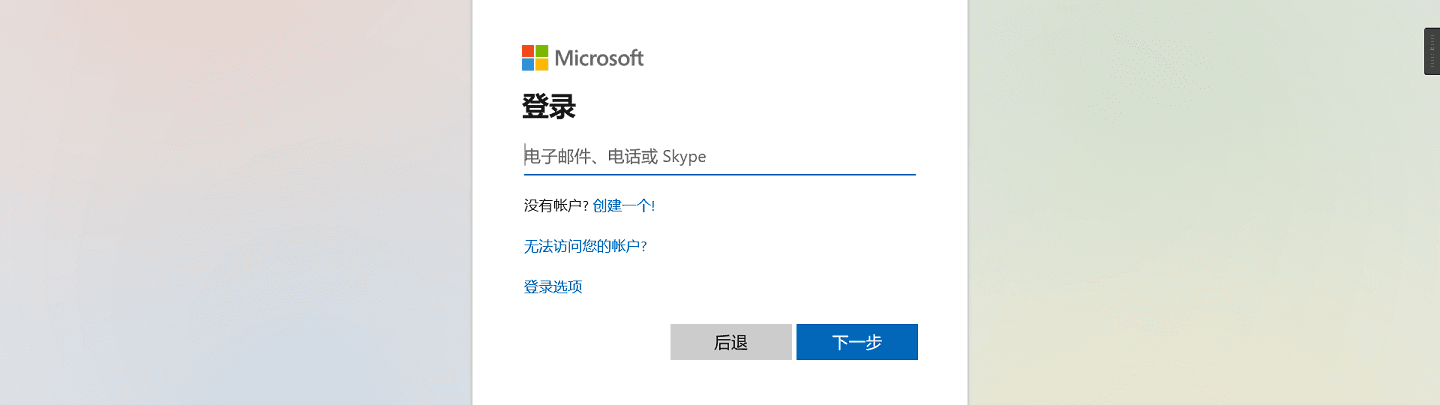 Microsoft
登录
电子邮件、电话或 Skype
没有帐户? 创建一个!
无法访问您的帐户?
登录选项
后退
下一步